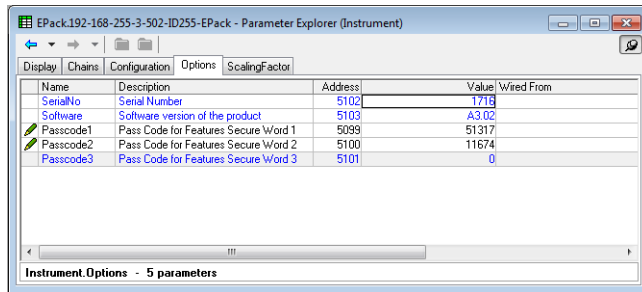 EPack.192-168-255-3-502-ID255-EPack - Parameter Explorer (Instrument)
Display Chains Configuration Options ScalingFactor
Name Description Address Value Wired From
SerialNo Serial Number 5102 1716
Software Software version of the product 5103 A3.02
Passcode1 Pass Code for Features Secure Word 1 5099 51317
Passcode2 Pass Code for Features Secure Word 2 5100 11674
Passcode3 Pass Code for Features Secure Word 3 5101 0
Instrument.Options - 5 parameters